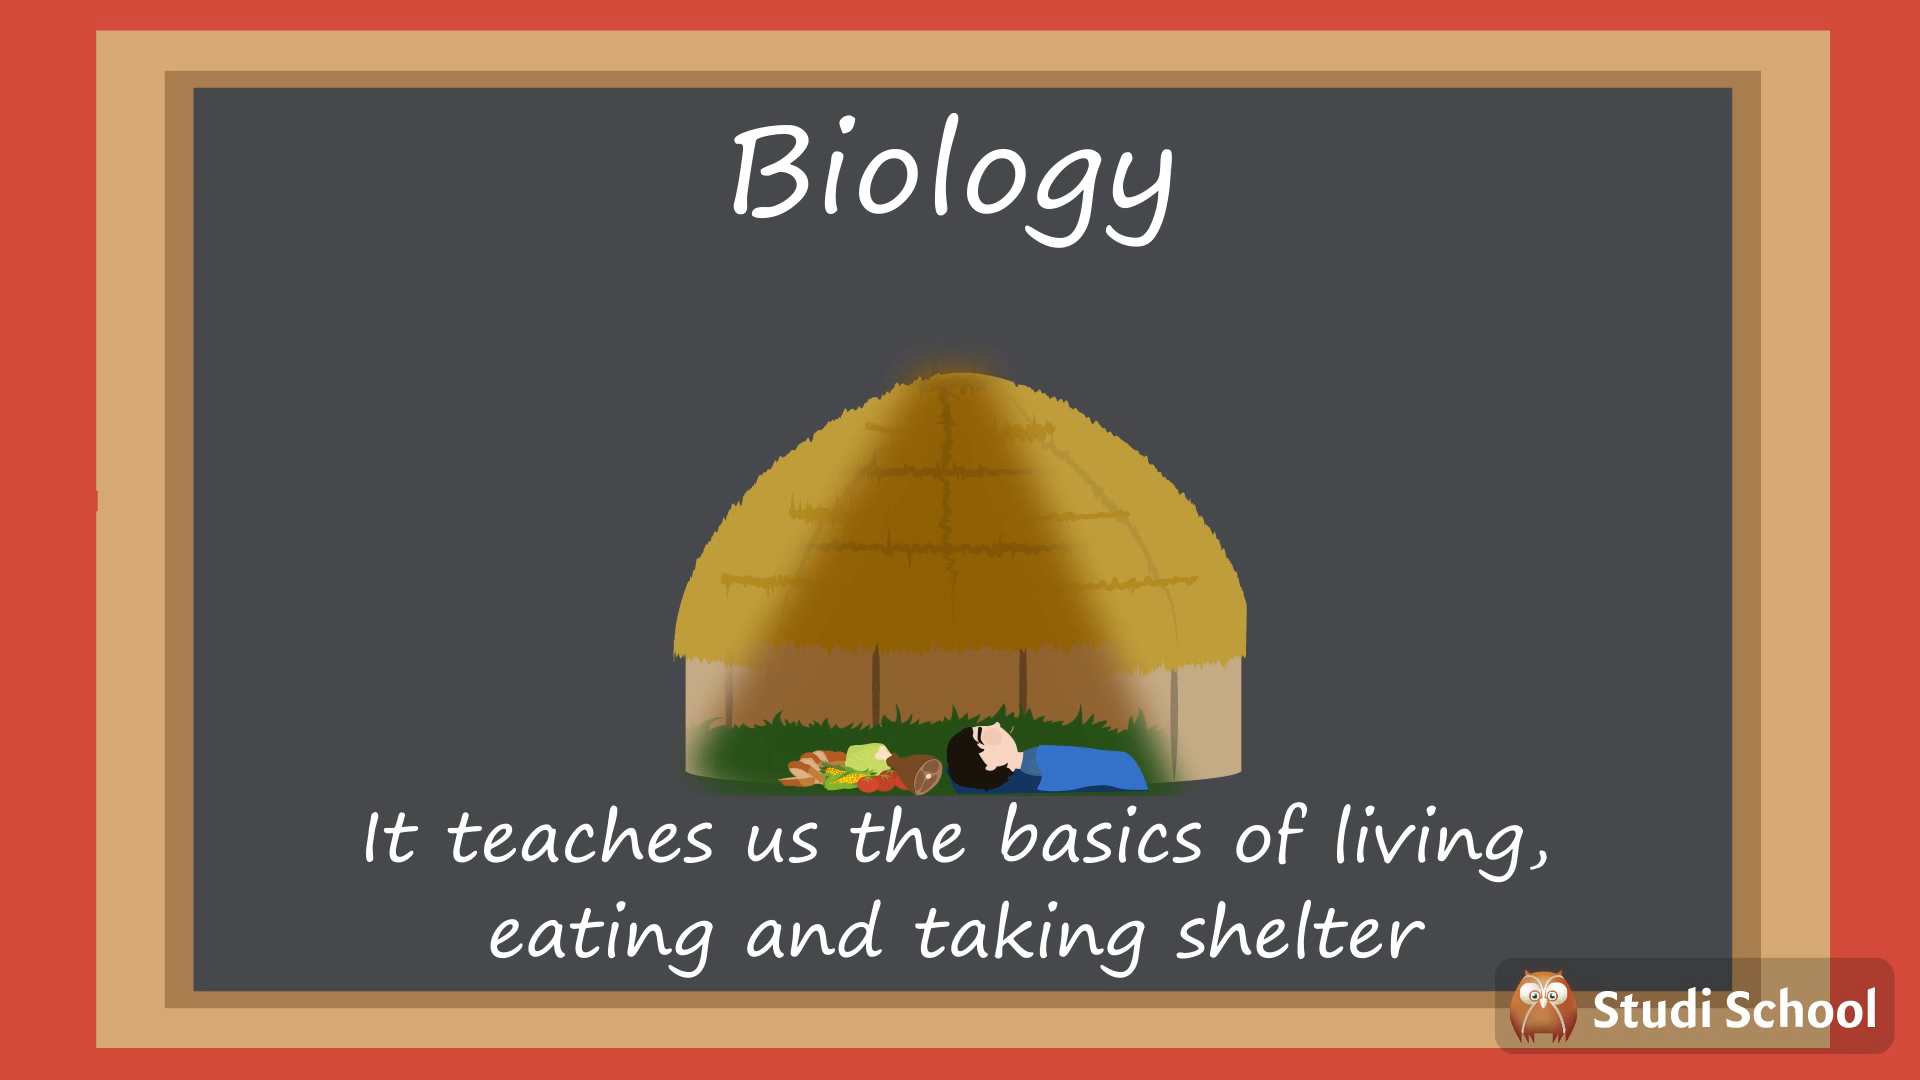 Biology
It teaches us the basics of living,
eating and taking shelter
Studi School